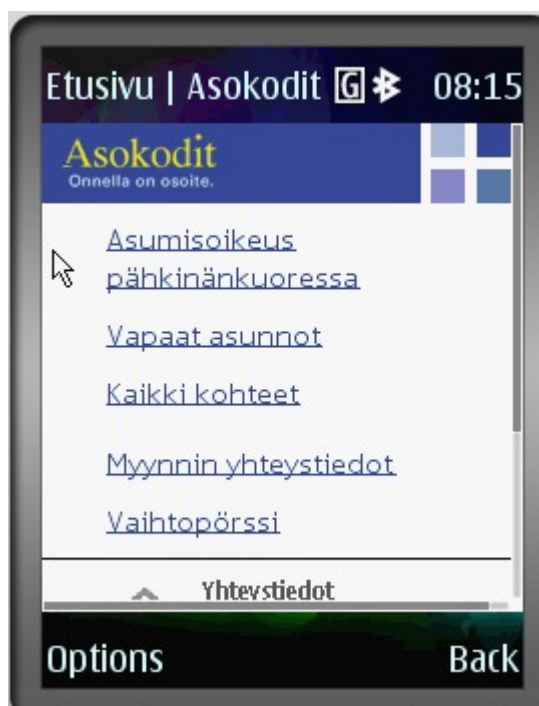 Etusivu | Asokodit G 08:15
Asokodit
Onnella on osoite.
Asumisoikeus
pähkinänkuoressa
Vapaat asunnot
Kaikki kohteet
Myynnin yhteystiedot
Vaihtopörssi
Yhteystiedot
Options Back